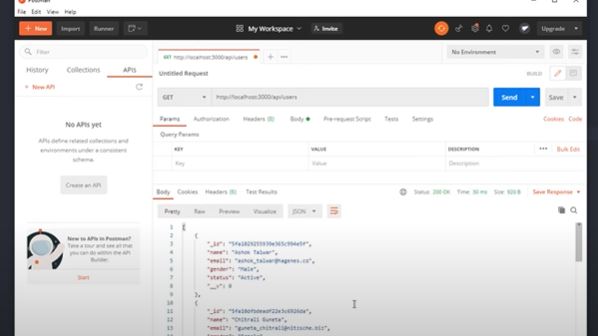 Postman
File Edit View Help
+ New Import Runner My Workspace Invite Upgrade
Filter
History Collections APIs
+ New API
No APIs yet
APIs define related collections and
environments under a consistent
schema.
Create an API
New to APIs in Postman?
Take a tour and see all that
you can do within the API
Builder.
Start
GET http://localhost:3000/api/users
No Environment
Untitled Request
BUILD
GET http://localhost:3000/api/users
Send Save
Params Authorization Headers (8) Body Pre-request Script Tests Settings Cookies Code
Query Params
KEY VALUE DESCRIPTION Bulk Edit
Key Value Description
Body Cookies Headers (6) Test Results Status: 200 OK Time: 30 ms Size: 920 B Save Response
Pretty Raw Preview Visualize JSON
1 [
2 {
3 "_id":
4 "name": "Ashok Talwar",
5 "email": "ashok_talwar@hagenes.co",
6 "gender": "Male",
7 "status": "Active",
8 "__v": 0
9 },
10 {
11 "_id":
12 "name": "Chitrali Guneta",
13 "email": "guneta_chitrali@nitzsche.biz",